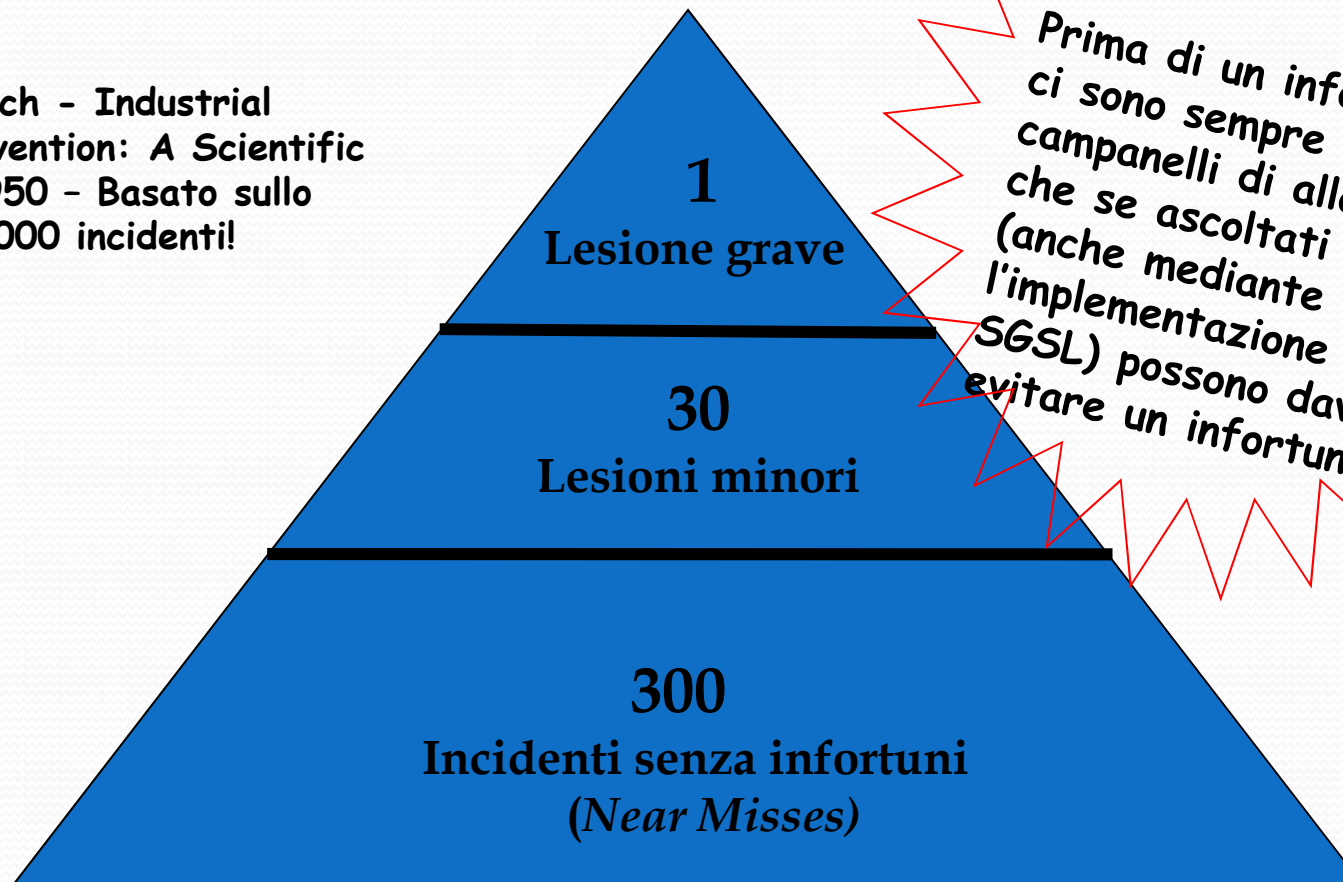 ch - Industrial
vention: A Scientific
950 – Basato sullo
000 incidenti!
Prima di un info
ci sono sempre
campanelli di alla
che se ascoltati
(anche mediante
l'implementazione
SGSL) possono dav
evitare un infortun
1
Lesione grave
30
Lesioni minori
300
Incidenti senza infortuni
(Near Misses)